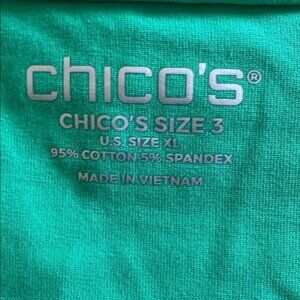 chico's®
CHICO'S SIZE 3
U.S. SIZE XL
95% COTTON 5% SPANDEX
MADE IN VIETNAM